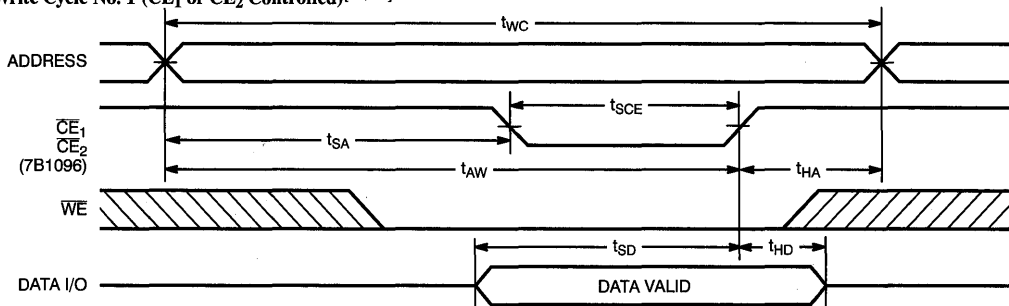 Write Cycle No. 1 (CE1 or CE2 Controlled)
tWC
ADDRESS
tSCE
CE1
CE2
(7B1096)
tSA
tAW
tHA
WE
tSD
tHD
DATA I/O
DATA VALID